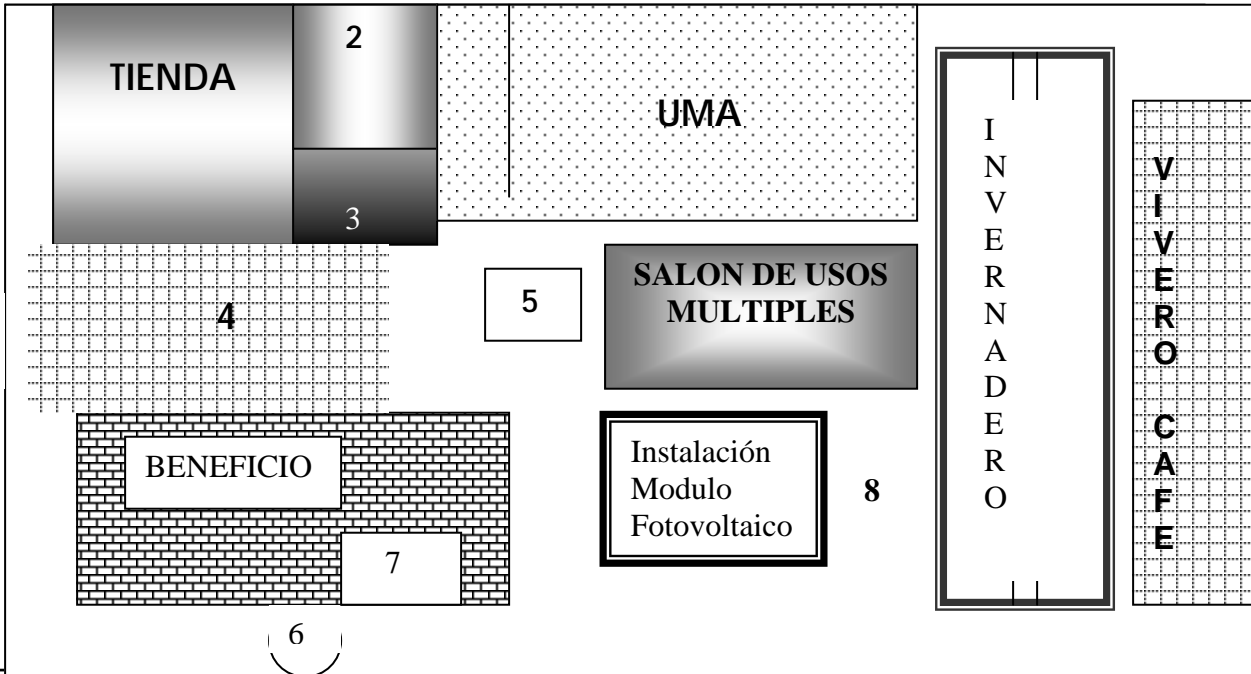 TIENDA
2
3
UMA
4
5
SALON DE USOS
MULTIPLES
BENEFICIO
7
6
Instalación
Modulo
Fotovoltaico
8
I
N
V
E
R
N
A
D
E
R
O
V
I
V
E
R
O
C
A
F
E